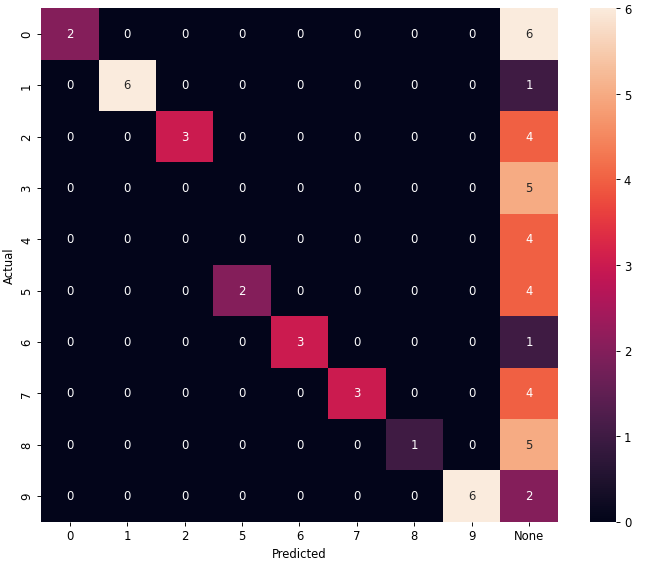 0 2 0 0 0 0 0 0 0 6
1 0 6 0 0 0 0 0 0 1
2 0 0 3 0 0 0 0 0 4
3 0 0 0 0 0 0 0 0 5
4 0 0 0 0 0 0 0 0 4
5 0 0 0 2 0 0 0 0 4
6 0 0 0 0 3 0 0 0 1
7 0 0 0 0 0 3 0 0 4
8 0 0 0 0 0 0 1 0 5
9 0 0 0 0 0 0 0 6 2
0 1 2 5 6 7 8 9 None
Predicted
Actual
6
5
4
3
2
1
0